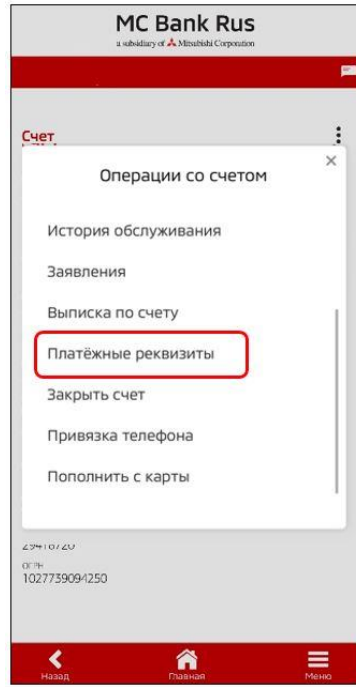 MC Bank Rus
a subsidiary of Mitsubishi Corporation
Счет
Операции со счетом
История обслуживания
Заявления
Выписка по счету
Платёжные реквизиты
Закрыть счет
Привязка телефона
Пополнить с карты
ОГРН
1027739094250
Назад
Главная
Меню